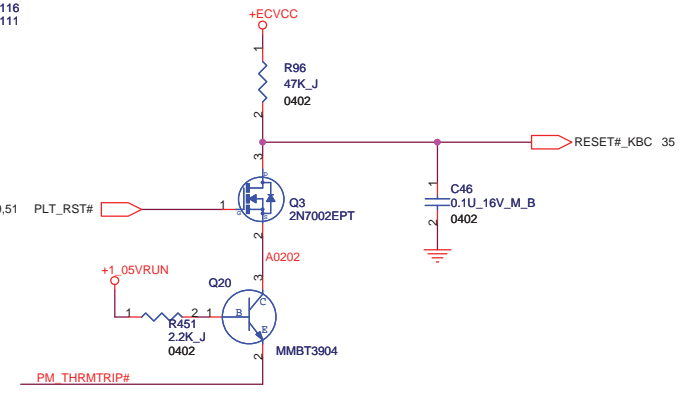 116
111
+ECVCC
1
R96
47K_J
0402
2
RESET#_KBC 35
3
D
Q3
2N7002EPT
G
S
1
C46
0.1U_16V_M_B
2
0402
,51 PLT_RST#
1
2
A0202
+1_05VRUN
Q20
3
C
1
2
1
B
R451
2.2K_J
0402
E
MMBT3904
2
PM_THRMTRIP#